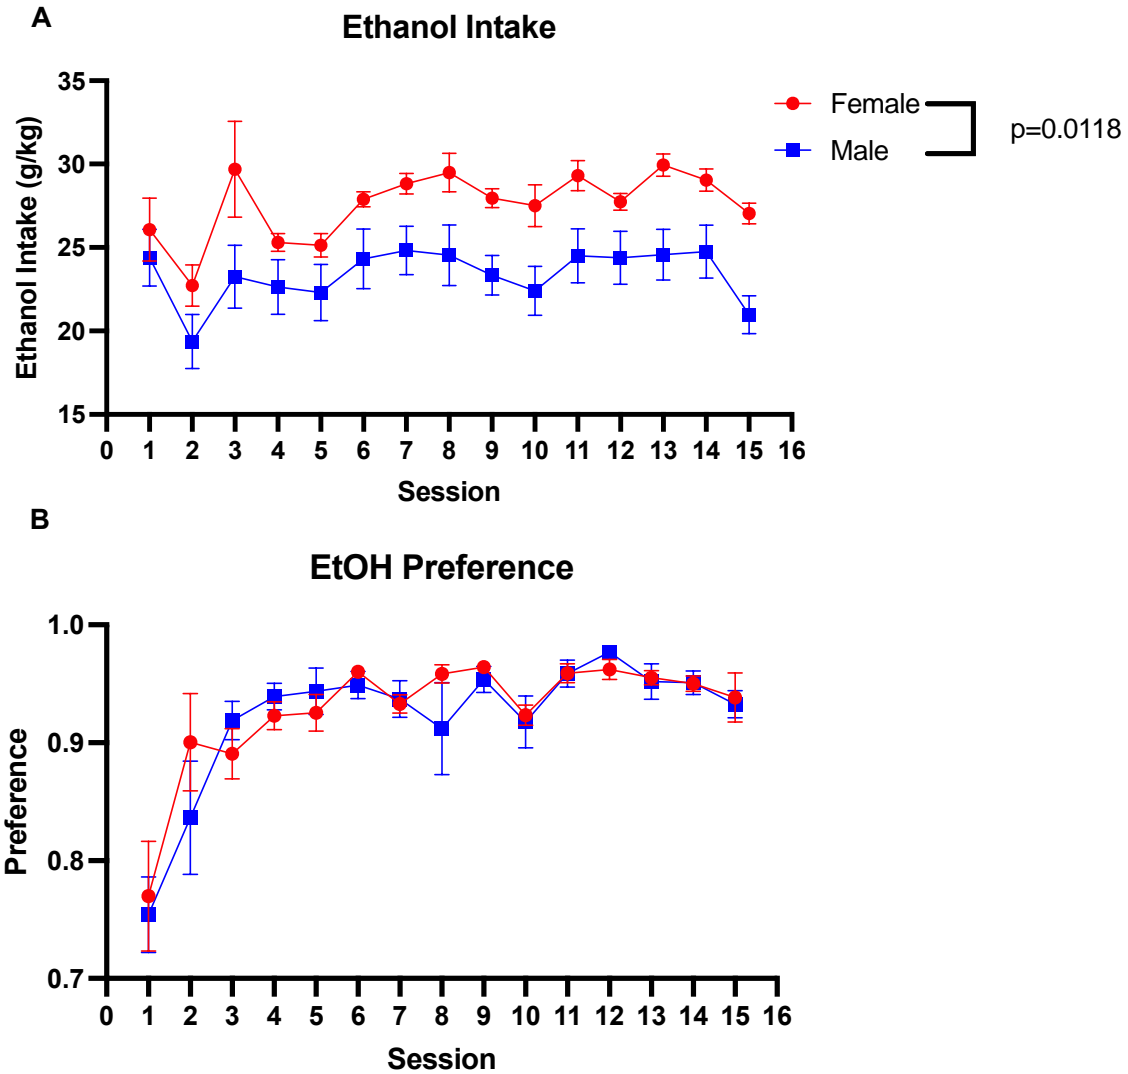 A
Ethanol Intake
35
30
25
20
15
Ethanol Intake (g/kg)
0 1 2 3 4 5 6 7 8 9 10 11 12 13 14 15 16
Session
Female
Male
p=0.0118
B
EtOH Preference
1.0
0.9
0.8
0.7
Preference
0 1 2 3 4 5 6 7 8 9 10 11 12 13 14 15 16
Session